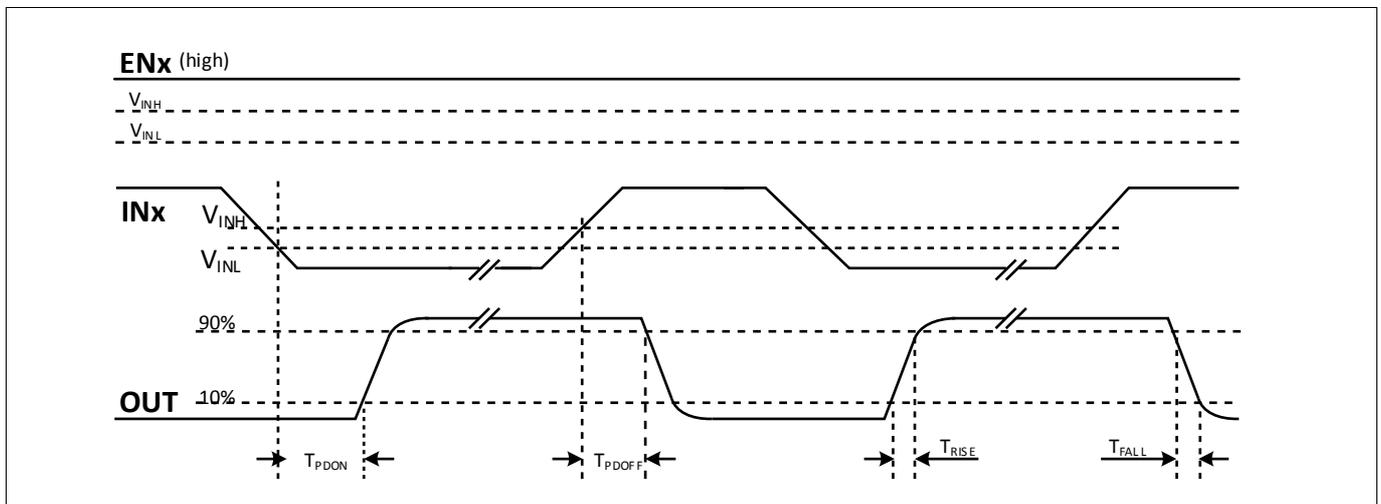 ENx (high)
VINH
VINL
INx
VINH
VINL
90%
OUT
10%
TPDON
TPDOFF
TRISE
TFALL